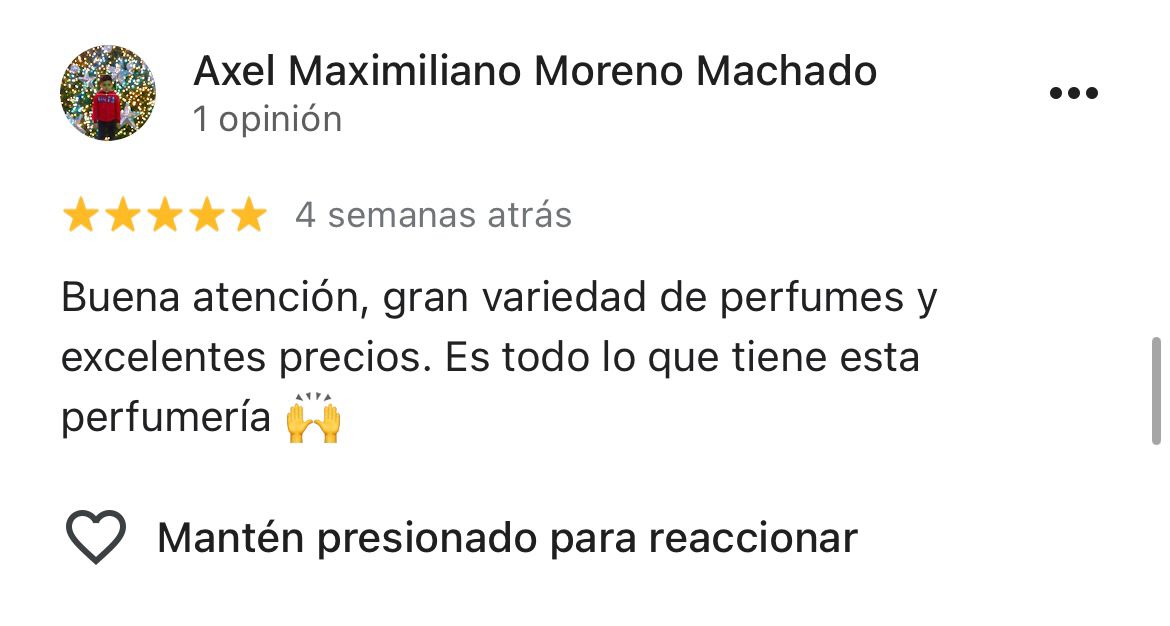 Axel Maximiliano Moreno Machado
1 opinión
4 semanas atrás
Buena atención, gran variedad de perfumes y
excelentes precios. Es todo lo que tiene esta
perfumería 🙌
Mantén presionado para reaccionar